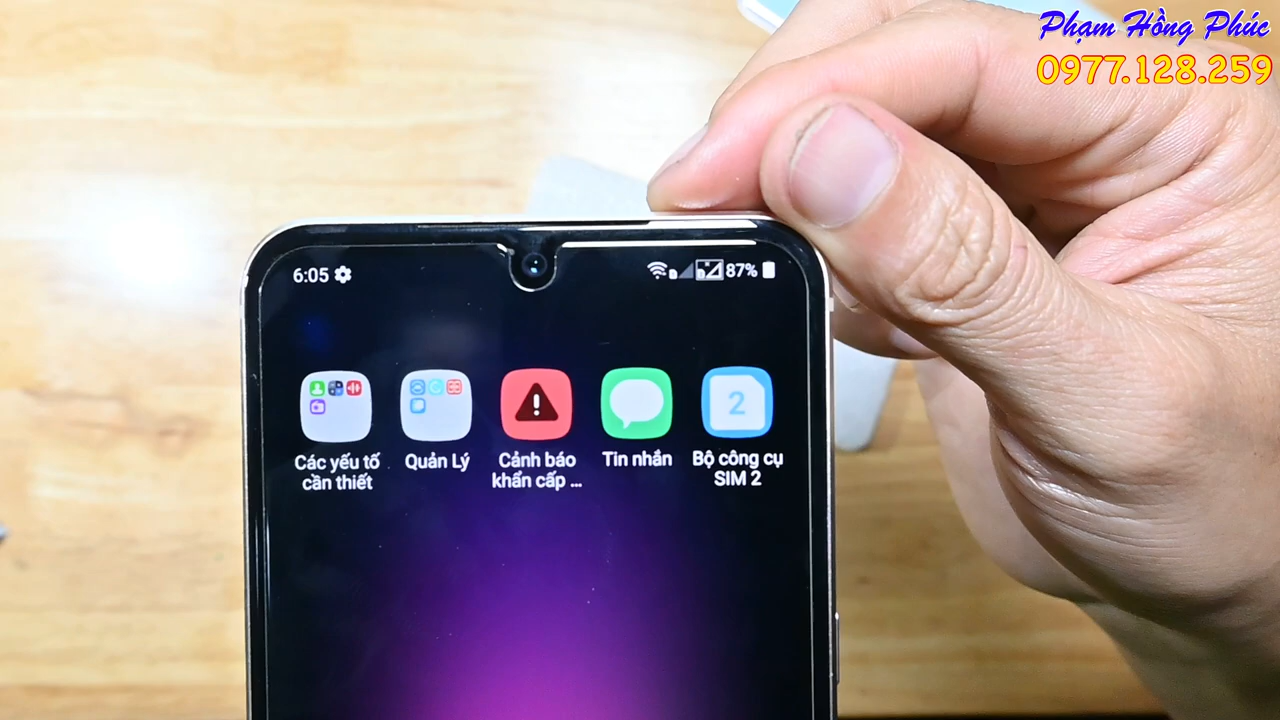 Phạm Hồng Phúc
0977.128.259
6:05
87%
2
Các yếu tố
cần thiết
Quản Lý
Cảnh báo
khẩn cấp ...
Tin nhắn
Bộ công cụ
SIM 2